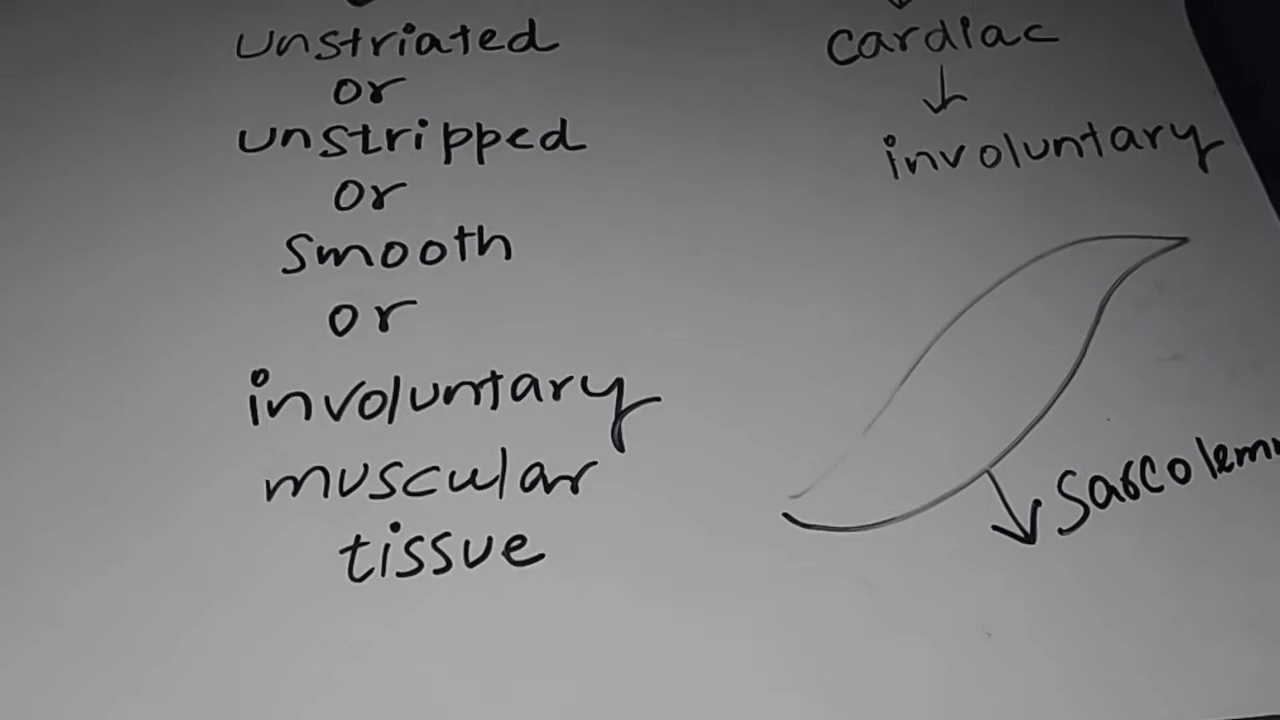 unstriated
or
unstripped
or
smooth
or
involuntary
muscular
tissue
cardiac
involuntary
Sarcolem